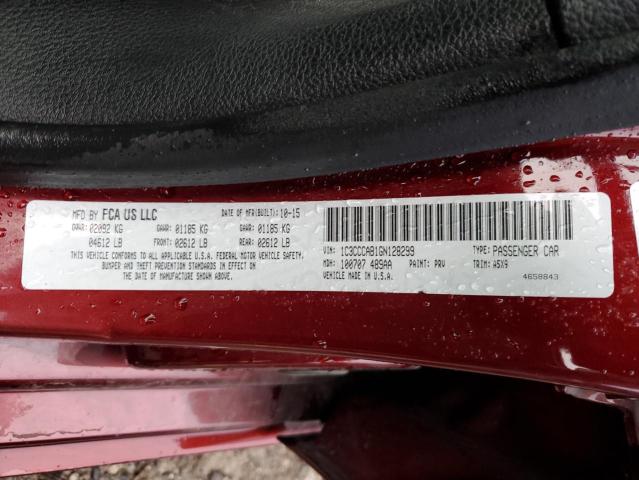 MFD BY FCA US LLC DATE OF MFR(BUILT): 10-15
GVWR: 02092 KG GAWR: 01185 KG GAWR: 01185 KG
04612 LB FRONT: 02612 LB REAR: 02612 LB
THIS VEHICLE CONFORMS TO ALL APPLICABLE U.S.A. FEDERAL MOTOR VEHICLE SAFETY,
BUMPER AND THEFT PREVENTION STANDARDS IN EFFECT ON
THE DATE OF MANUFACTURE SHOWN ABOVE.
VIN: 1C3CCCAB1GN128299 TYPE: PASSENGER CAR
MDH: 100707 489AA PAINT: PRV TRIM: A5X9
VEHICLE MADE IN U.S.A.
4658843